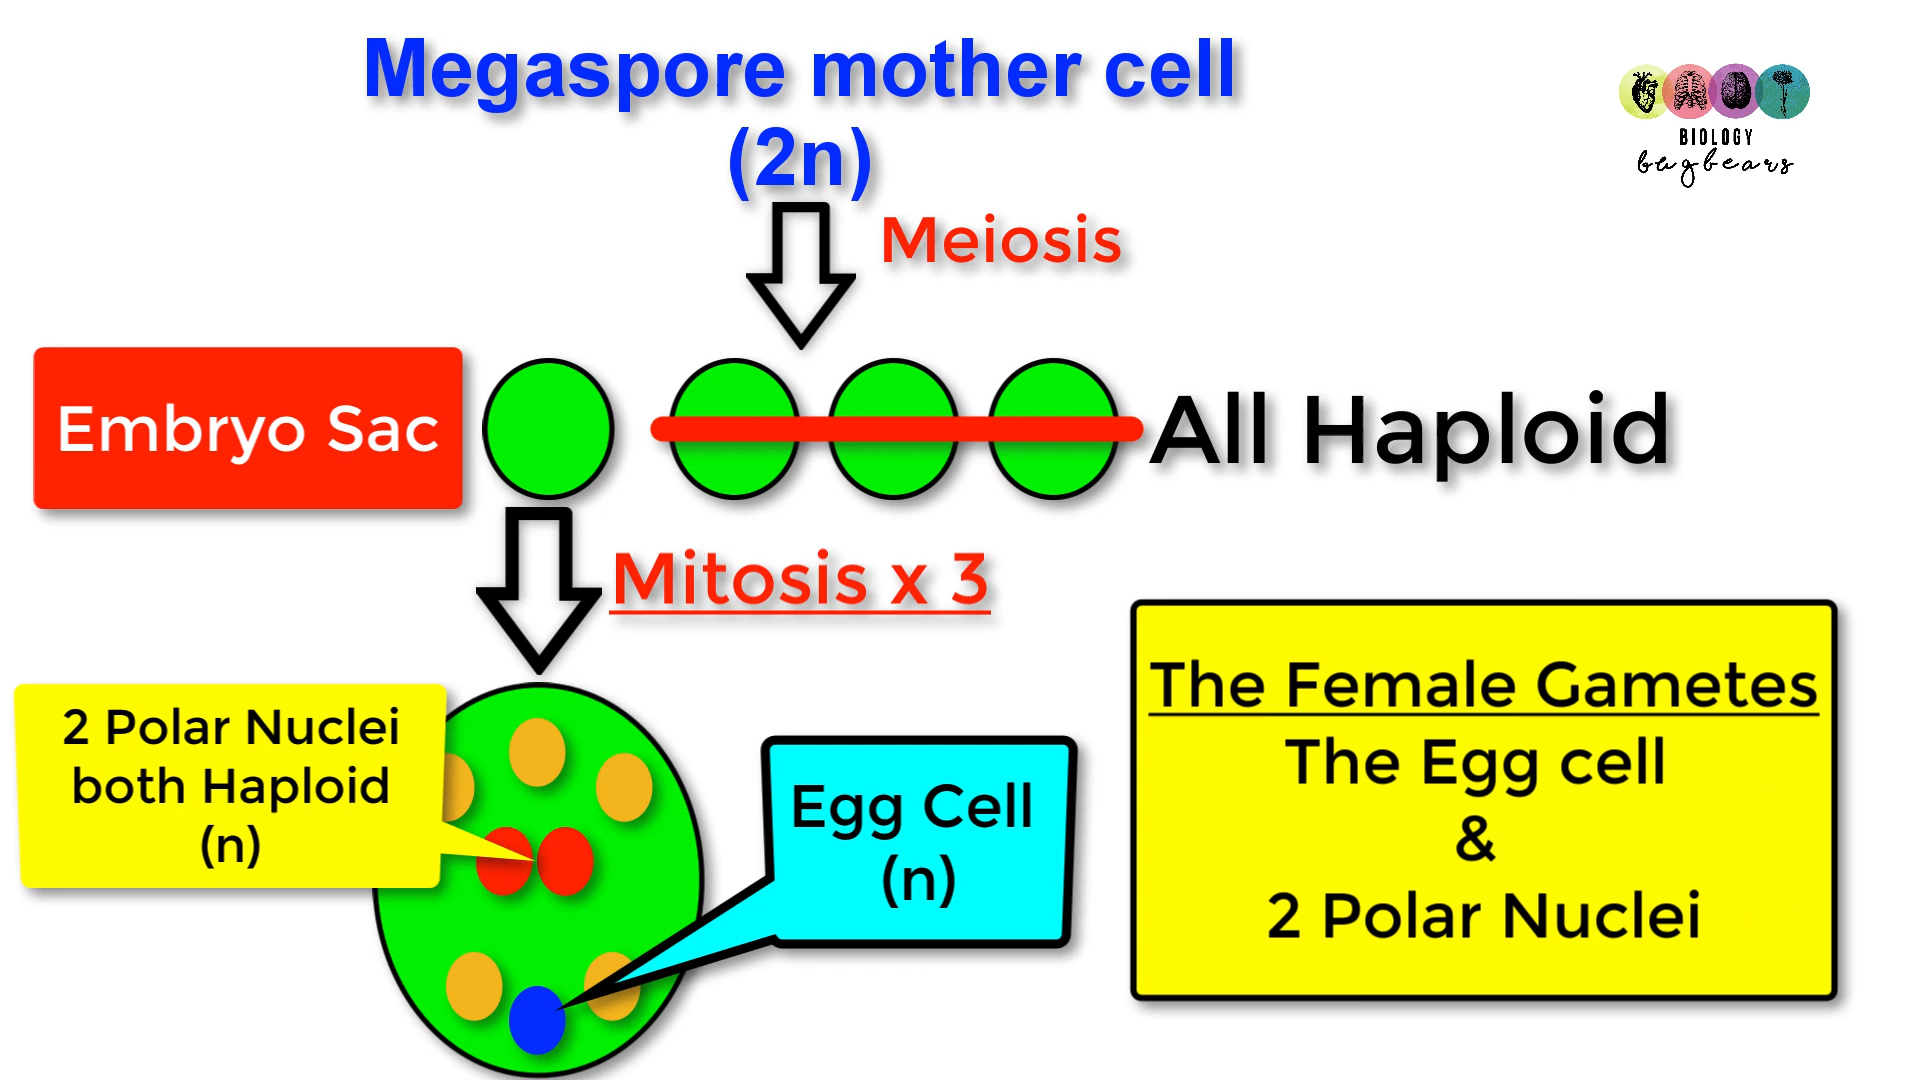 Megaspore mother cell
(2n)
BIOLOGY
bugbears
Meiosis
Embryo Sac
All Haploid
Mitosis x 3
2 Polar Nuclei
both Haploid
(n)
Egg Cell
(n)
The Female Gametes
The Egg cell
&
2 Polar Nuclei